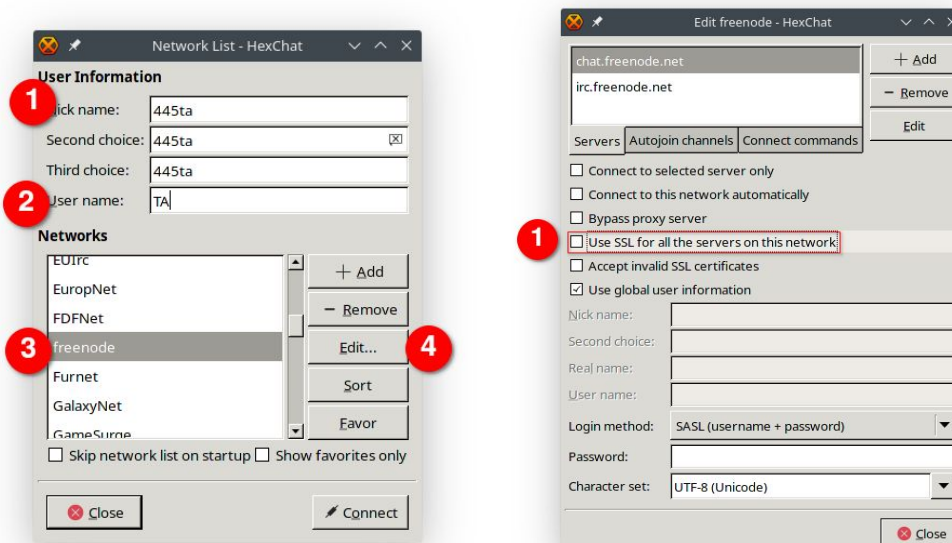 Network List - HexChat
User Information
1
Nick name:
445ta
Second choice:
445ta
Third choice:
445ta
2
User name:
TA
Networks
EUIrc
EuropNet
FDFNet
3
freenode
Furnet
GalaxyNet
GameSurge
+ Add
− Remove
Edit...
4
Sort
Favor
Skip network list on startup
Show favorites only
Close
Connect
Edit freenode - HexChat
chat.freenode.net
irc.freenode.net
+ Add
− Remove
Edit
Servers
Autojoin channels
Connect commands
Connect to selected server only
Connect to this network automatically
Bypass proxy server
1
Use SSL for all the servers on this network
Accept invalid SSL certificates
Use global user information
Nick name:
Second choice:
Real name:
User name:
Login method:
SASL (username + password)
Password:
Character set:
UTF-8 (Unicode)
Close